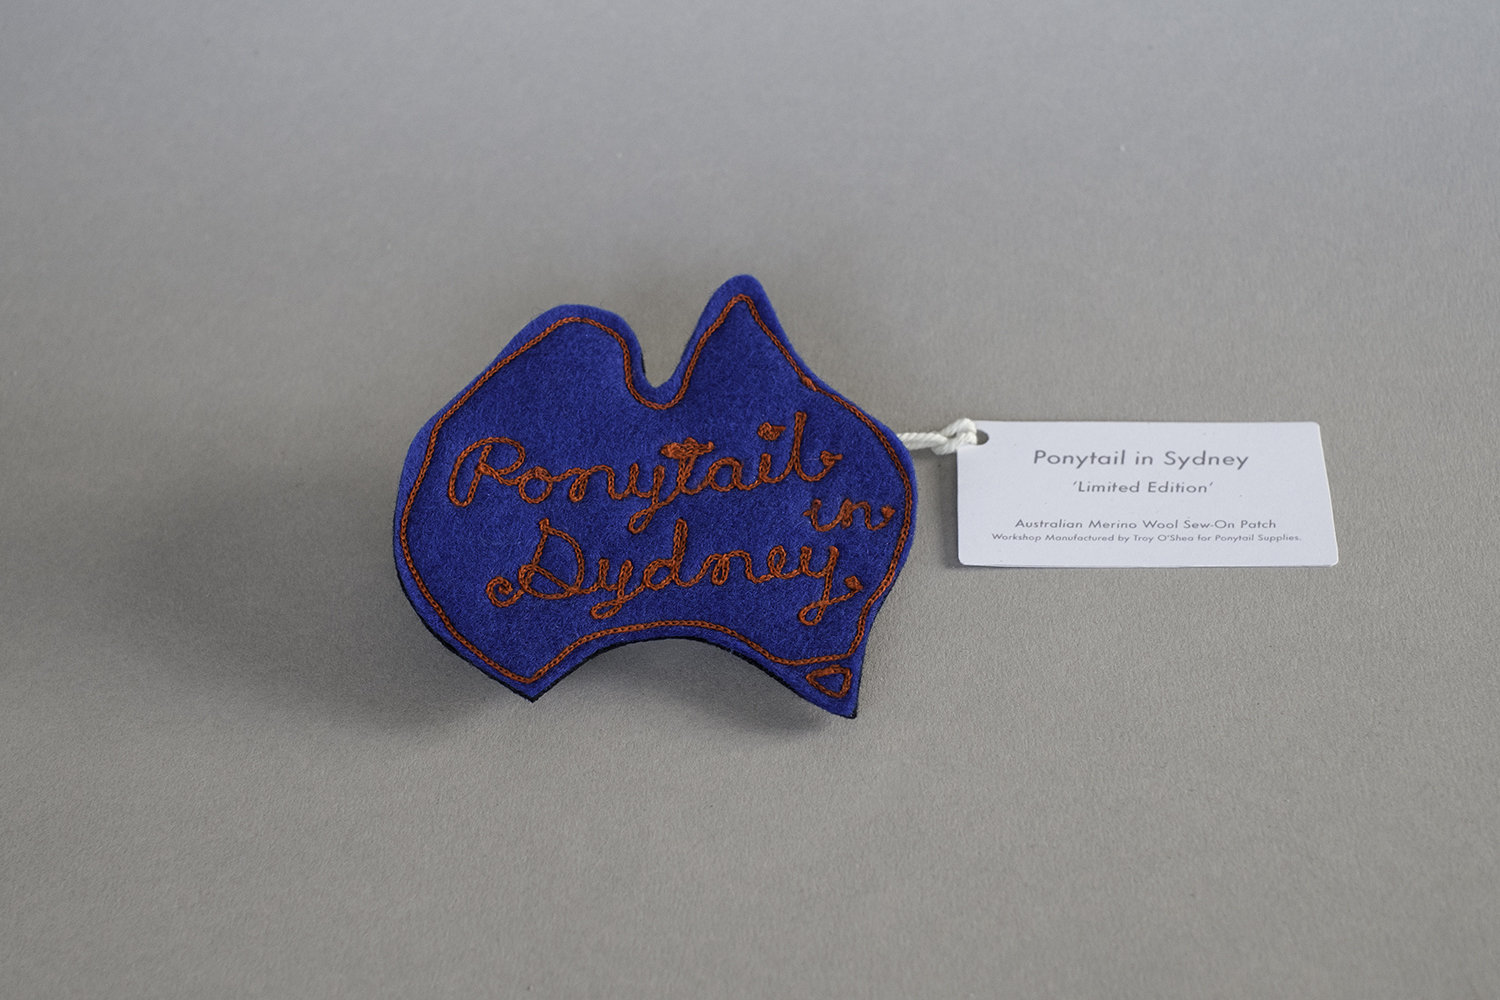 Ponytail
in
Sydney
Ponytail in Sydney
‘Limited Edition’
Australian Merino Wool Sew-On Patch
Workshop Manufactured by Troy O'Shea for Ponytail Supplies.